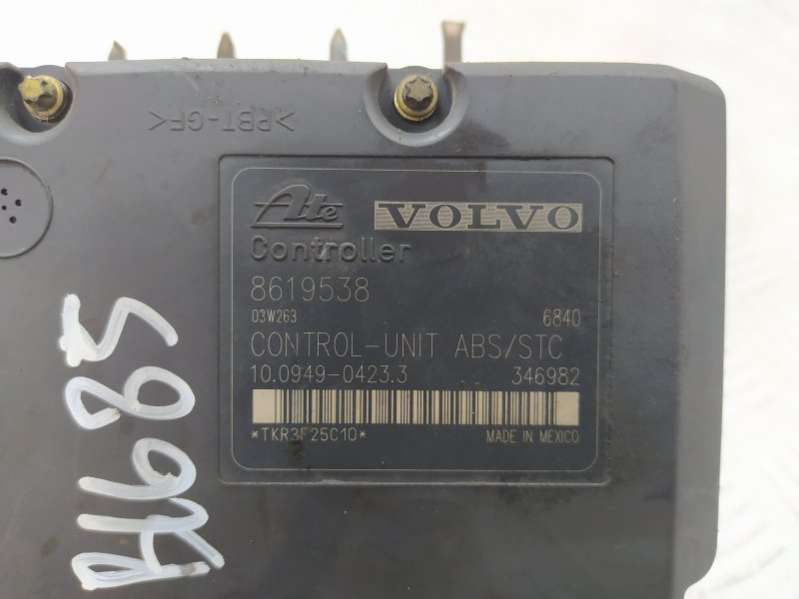 >RBT-GF<
Ate VOLVO
Controller
8619538
03W263 6840
CONTROL-UNIT ABS/STC
10.0949-0423.3 346982
*TKR3F25C10*
MADE IN MEXICO